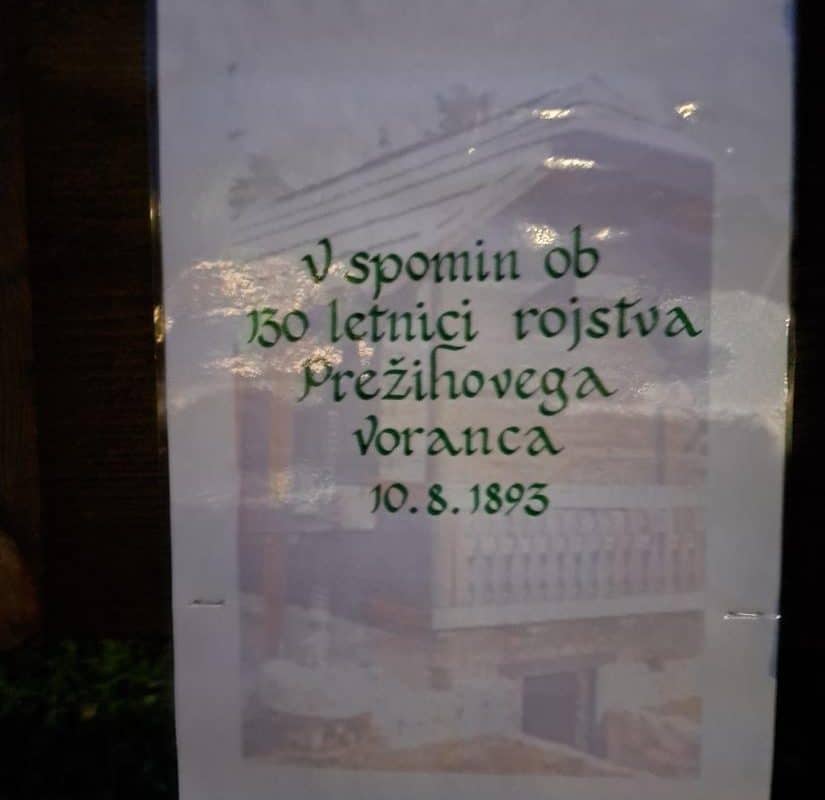 V spomin ob
130 letnici rojstva
Prežihovega
Voranca
10.8.1893